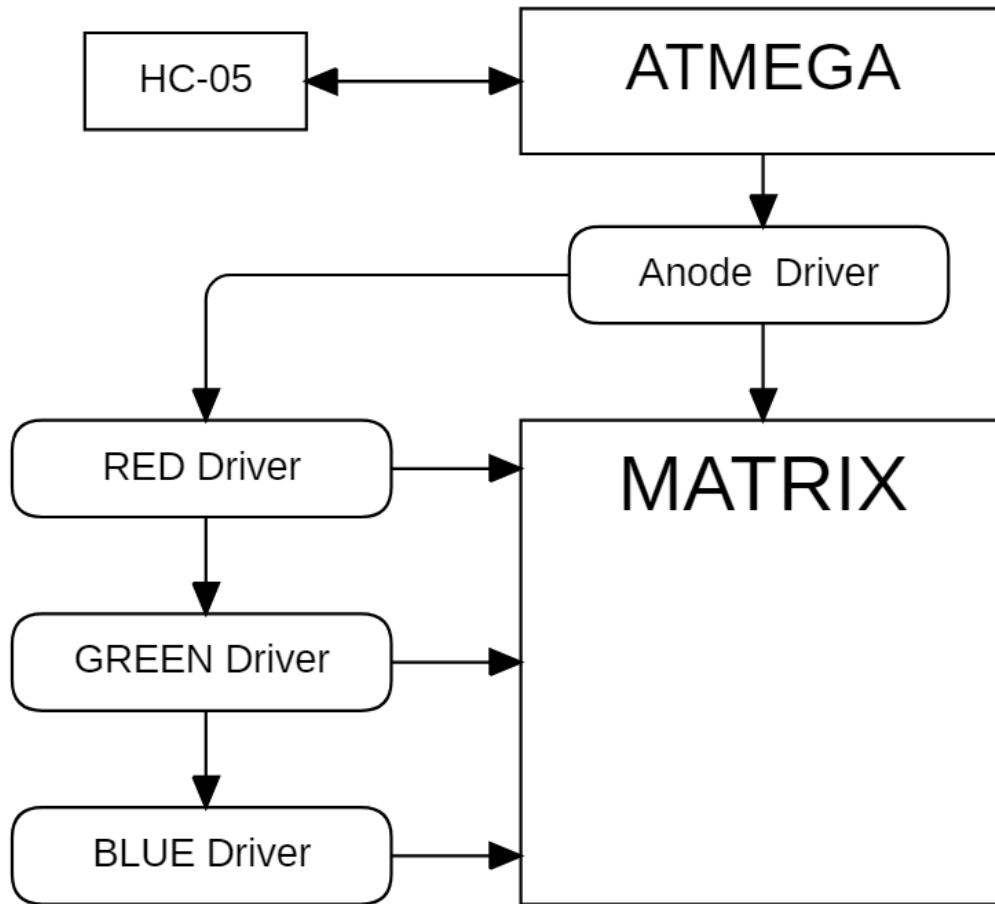 HC-05
ATMEGA
Anode Driver
RED Driver
MATRIX
GREEN Driver
BLUE Driver